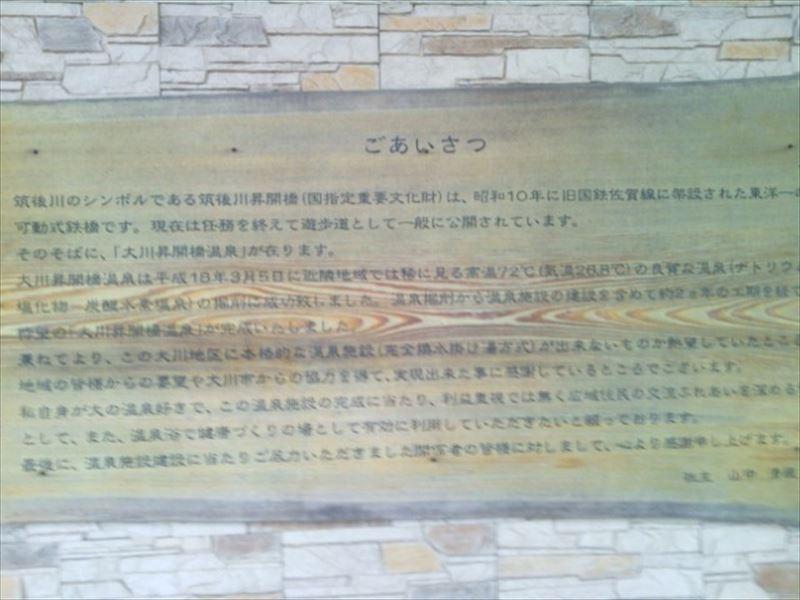 ごあいさつ
筑後川のシンボルである筑後川昇開橋(国指定重要文化財)は、昭和10年に旧国鉄佐賀線に架設された東洋一の
可動式鉄橋です。現在は任務を終えて遊歩道として一般に公開されています。
そのそばに、「大川昇開橋温泉」が在ります。
大川昇開橋温泉は平成18年3月5日に近隣地域では稀に見る高温72℃(気温26.8℃)の良質な温泉(ナトリウム
塩化物 炭酸水素塩泉)の掘削に成功致しました。温泉掘削から温泉施設の建設を含めて約2ヵ年の工期を経て
待望の「大川昇開橋温泉」が完成いたしました。
兼ねてより、この大川地区に本格的な温泉施設(完全掛け湯方式)が出来ないものか熱望していたところ
地域の皆様からの要望や大川市からの協力を得て、実現出来た事に感謝しているところでございます。
私自身が大の温泉好きで、この温泉施設の完成に当たり、利益重視では無く広域住民の交流ふれあいを深める
として、また、温泉浴で健康づくりの場として有効に利用していただきたいと願っております。
最後に、温泉施設建設に当たりご尽力いただきました関係者の皆様に対しまして、心より感謝申し上げます。
山田